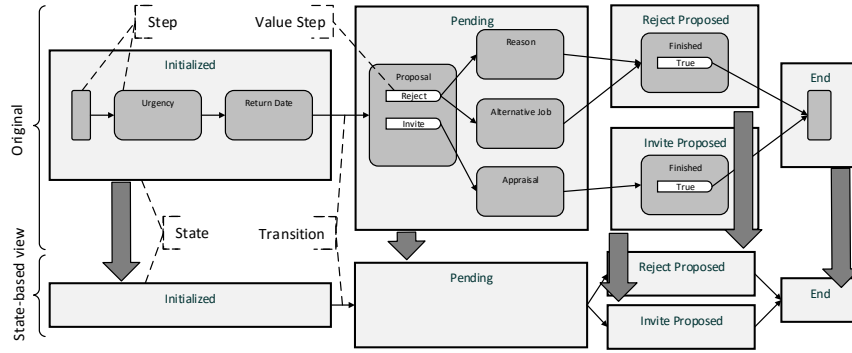 Original
Step
Value Step
Pending
Reject Proposed
Initialized
Reason
Finished
True
End
Proposal
Reject
Invite
Urgency
Return Date
Alternative Job
Invite Proposed
Finished
True
Appraisal
State
Transition
State-based view
Initialized
Pending
Reject Proposed
Invite Proposed
End